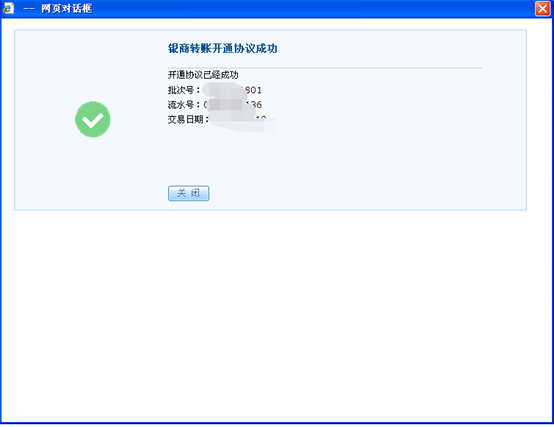 -- 网页对话框
银商转账开通协议成功
开通协议已经成功
批次号：801
流水号：136
交易日期：
关 闭